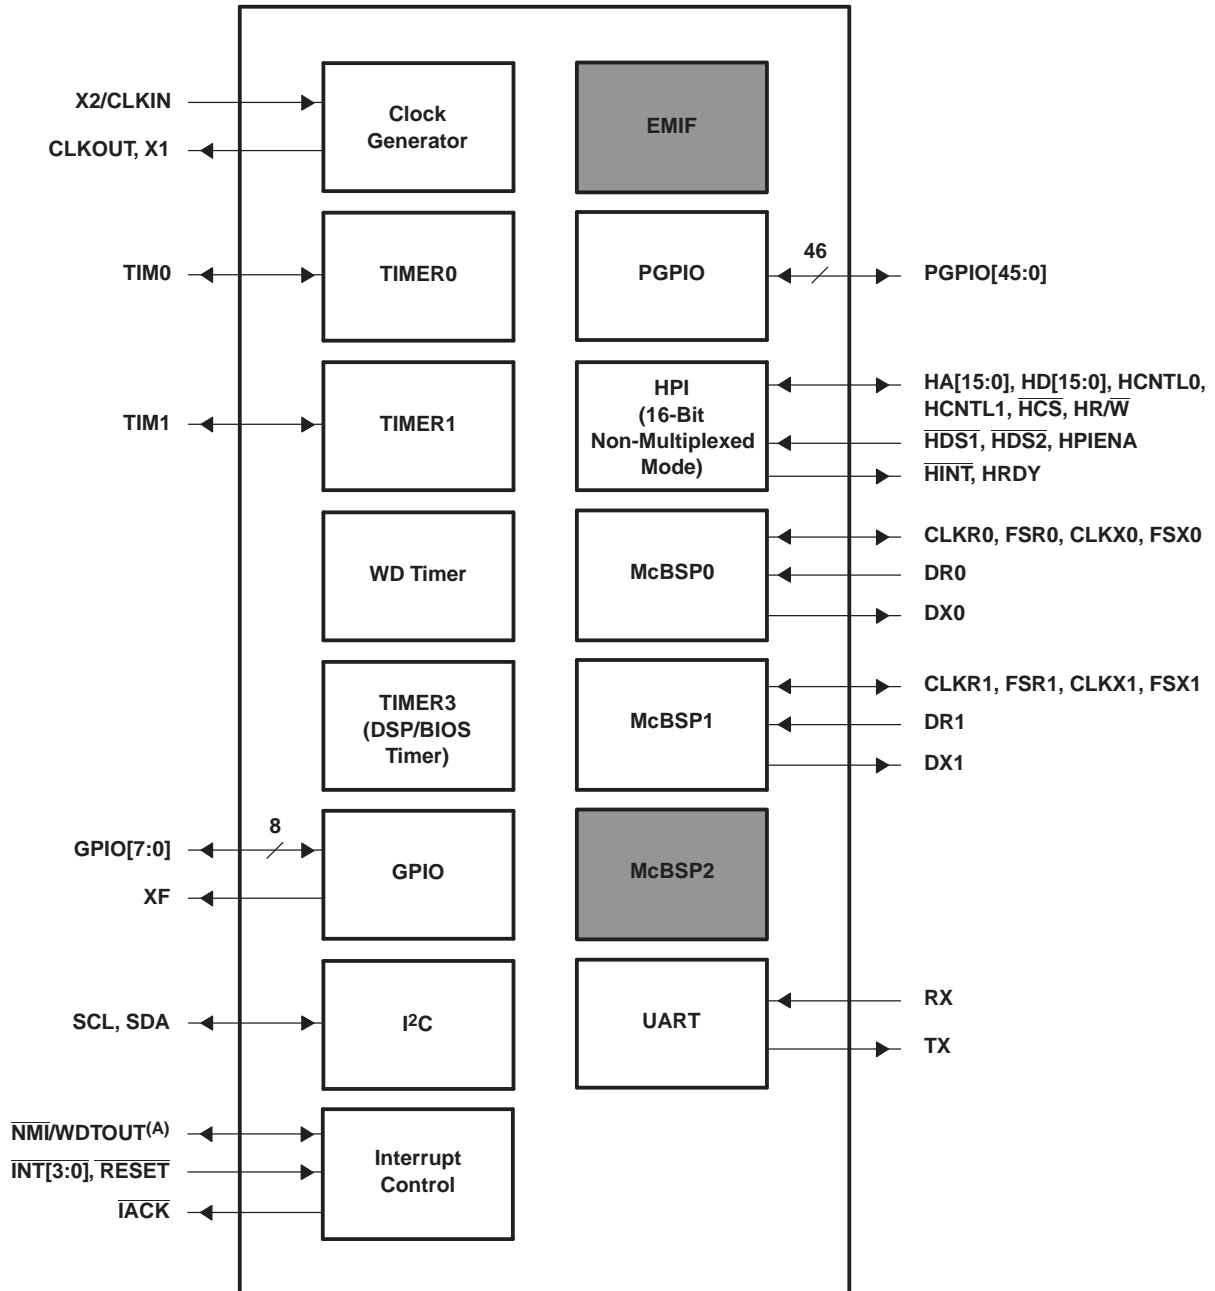 X2/CLKIN
CLKOUT, X1
Clock
Generator
EMIF
TIM0
TIMER0
PGPIO
46
PGPIO[45:0]
TIM1
TIMER1
HPI
(16-Bit
Non-Multiplexed
Mode)
HA[15:0], HD[15:0], HCNTL0,
HCNTL1, HCS, HR/W
HDS1, HDS2, HPIENA
HINT, HRDY
WD Timer
McBSP0
CLKR0, FSR0, CLKX0, FSX0
DR0
DX0
TIMER3
(DSP/BIOS
Timer)
McBSP1
CLKR1, FSR1, CLKX1, FSX1
DR1
DX1
GPIO[7:0]
8
XF
GPIO
McBSP2
SCL, SDA
I2C
UART
RX
TX
NMI/WDTOUT(A)
INT[3:0], RESET
IACK
Interrupt
Control